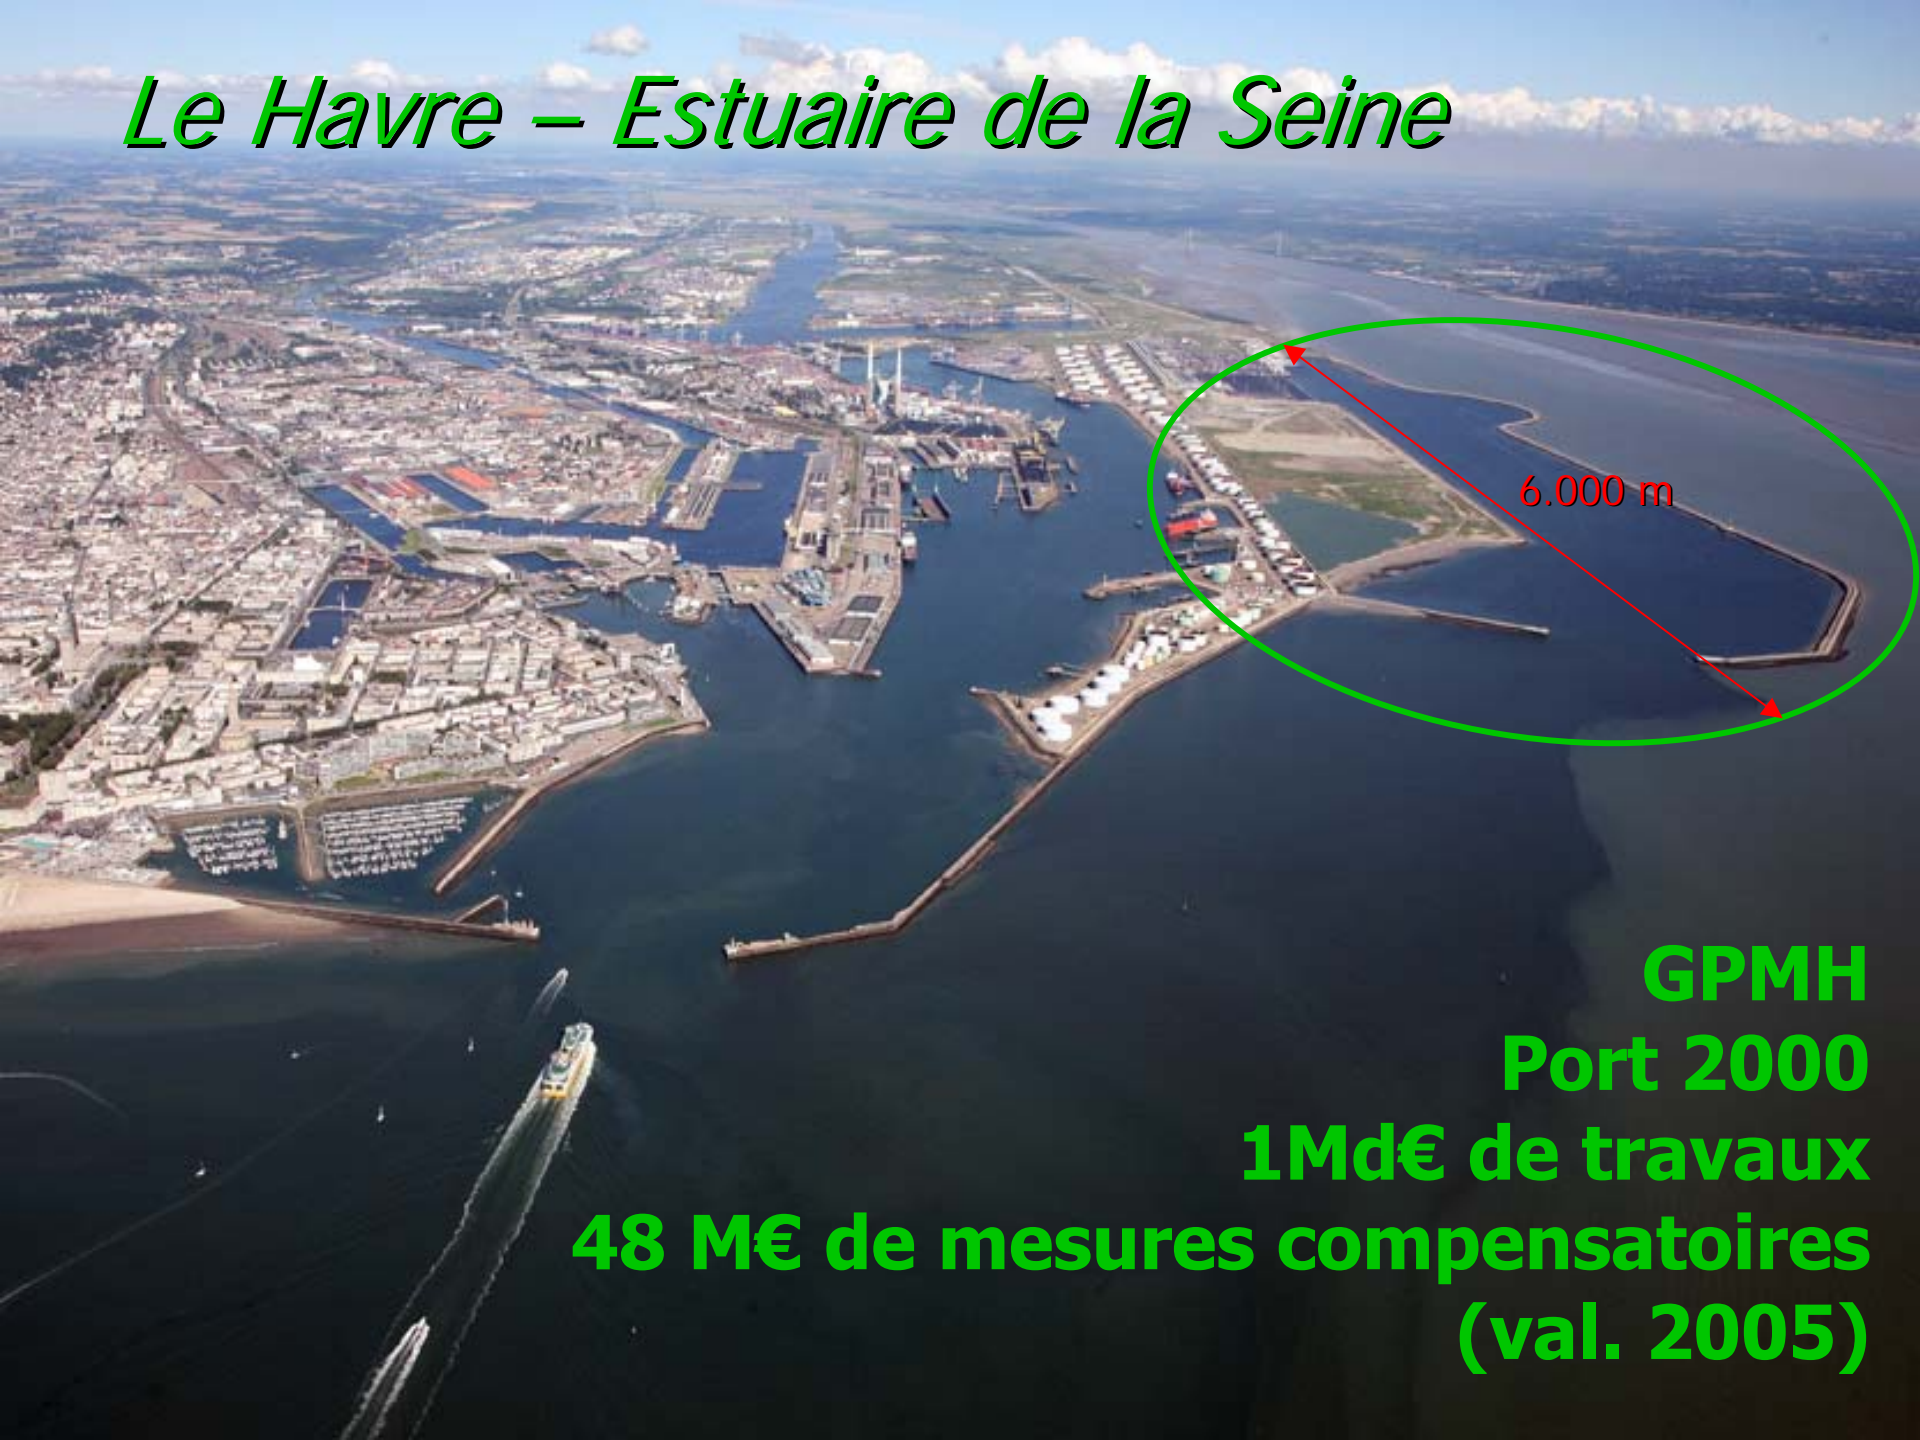 Le Havre – Estuaire de la Seine
6.000 m
GPMH
Port 2000
1Md€ de travaux
48 M€ de mesures compensatoires
(val. 2005)